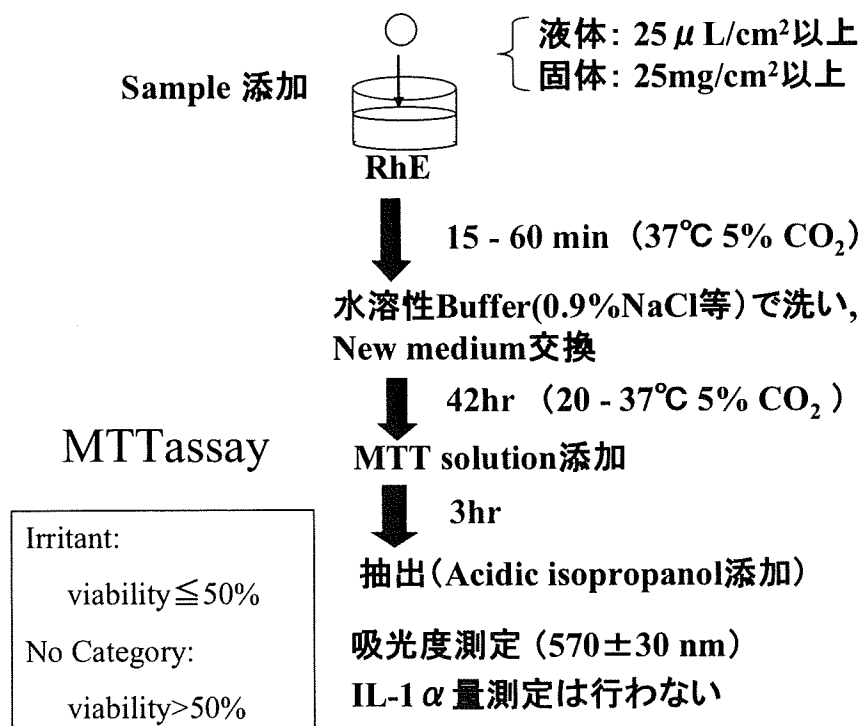 液体: 25μL/cm²以上
固体: 25mg/cm²以上
Sample 添加
RhE
15 - 60 min（37℃ 5% CO₂）
水溶性Buffer(0.9%NaCl等）で洗い,
New medium交換
42hr（20 - 37℃ 5% CO₂ ）
MTTassay
MTT solution添加
3hr
抽出（Acidic isopropanol添加）
吸光度測定（570±30 nm）
IL-1α量測定は行わない
Irritant:
viability≦50%
No Category:
viability>50%